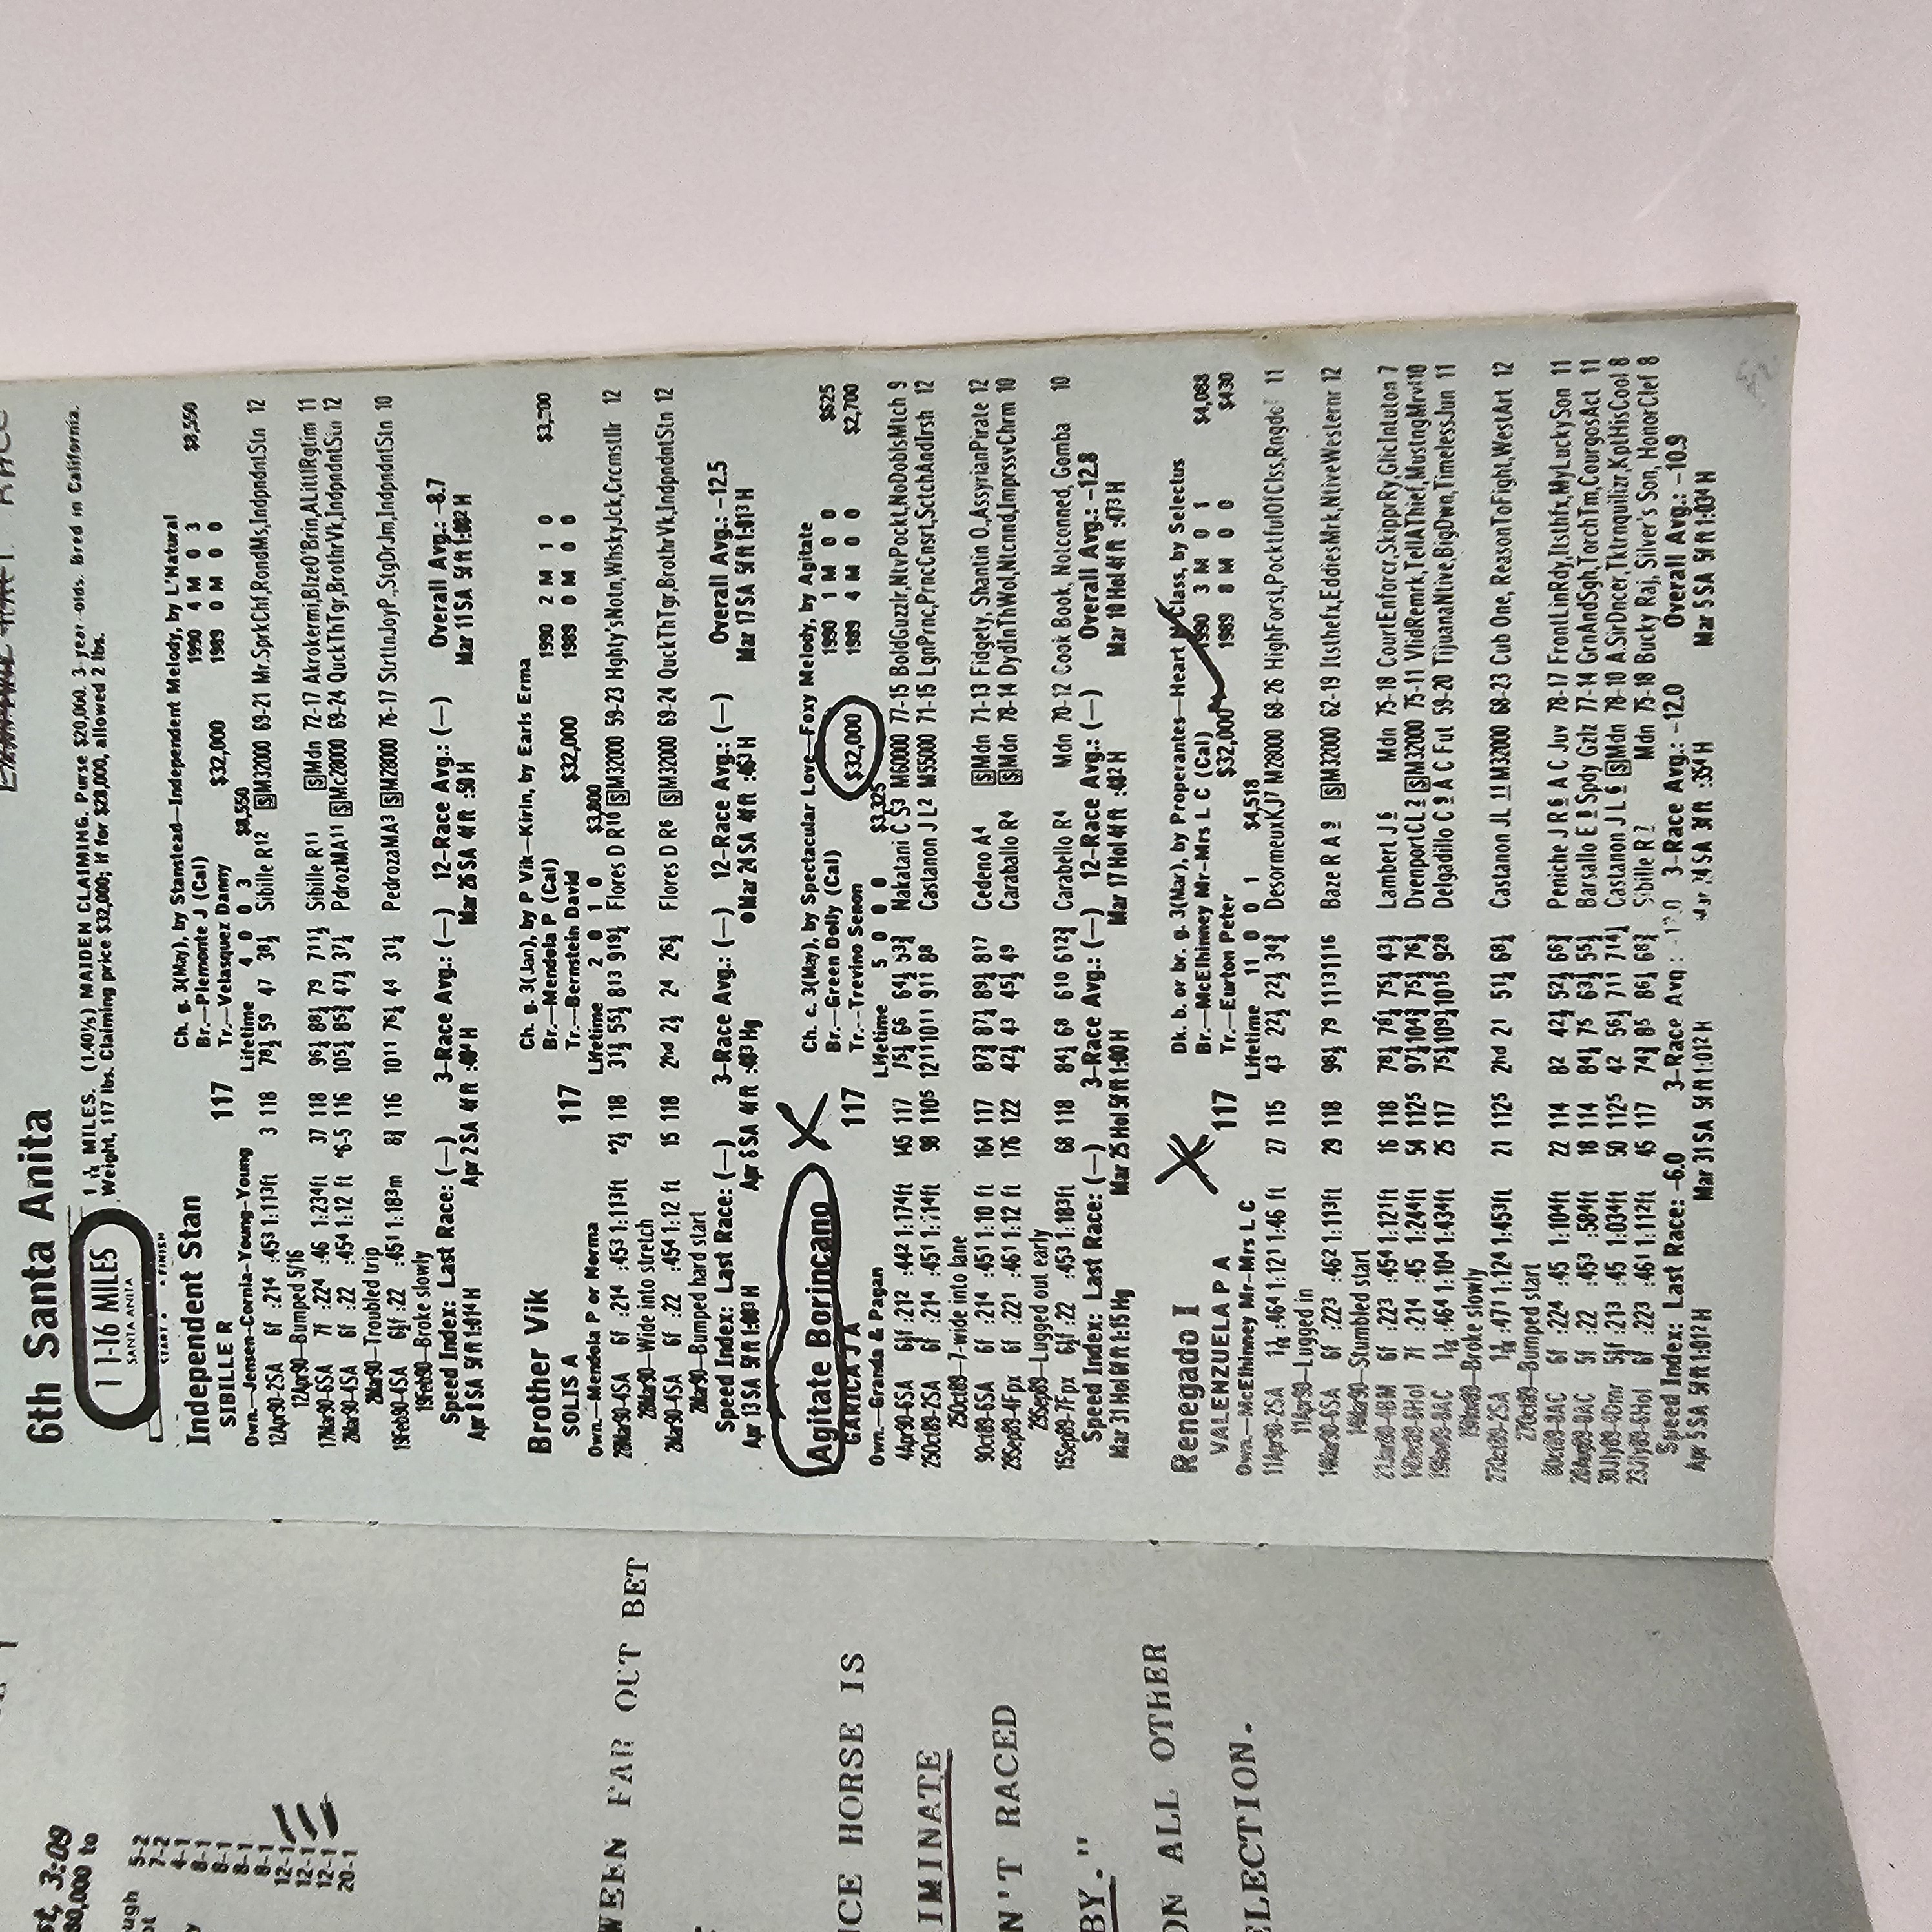 st, 3:09
80,000 to
ugh 5-2
7-2
4-1
8-1
8-1
8-1
8-1
12-1
12-1
12-1
20-1
WEEN FAR OUT BET
ICE HORSE IS
IMINATE
N'T RACED
BY."
ON ALL OTHER
ELECTION.
RACE
6th Santa Anita
1 1-16 MILES
SANTA ANITA
START FINISH
1 1/16 MILES. (1.40⅕) MAIDEN CLAIMING. Purse $20,000. 3-year-olds. Bred in California.
Weight, 117 lbs. Claiming price $32,000; if for $28,000, allowed 2 lbs.
Independent Stan Ch. g. 3(May), by Stanstead—Independent Melody, by L'Natural
Br.—Piemonte J (Cal) 1990 4 M 0 3 $8,550
SIBILLE R 117 Tr.—Velasquez Danny $32,000 1989 0 M 0 0
Own.—Jensen-Cornia-Young-Young Lifetime 4 0 0 3 $8,550
12Apr90-2SA 6f :214 :453 1:113ft 3 118 78½ 59 47 38½ Sibille R12 ⓈM32000 69-21 Mr.SprkChf,RondMs,IndpndntStn 12
12Apr90—Bumped 5/16
17Mar90-6SA 7f :224 :46 1:234ft 37 118 96½ 88½ 79 711½ Sibille R11 ⓈMdn 72-17 Akrokermi,BlzeO'Brin,ALittlRgtim 11
2Mar90-4SA 6f :22 :454 1:12 ft *6-5 116 105½ 85¾ 47½ 37½ PdrozMA11 ⓈMc28000 69-24 QuckThTgr,BrothrVk,IndpndntStn 12
2Mar90—Troubled trip
19Feb90-4SA 6½f :22 :451 1:183m 8¾ 116 1011 76½ 44 31½ PedrozaMA3 ⓈM28000 76-17 StrtlnJoyP.,StgDrJm,IndpndntStn 10
19Feb90—Broke slowly
Speed Index: Last Race: (—) 3-Race Avg.: (—) 12-Race Avg.: (—) Overall Avg.: -8.7
Apr 8 SA 5f ft 1:014 H Apr 2 SA 4f ft :494 H Mar 26 SA 4f ft :50 H Mar 11 SA 5f ft 1:002 H
Brother Vik Ch. g. 3(Jan), by P Vik—Kirin, by Earls Erma
Br.—Mendola P (Cal) 1990 2 M 1 0
SOLIS A 117 Tr.—Bernstein David $32,000 1989 0 M 0 0
Own.—Mendola P or Norma Lifetime 2 0 1 0 $3,800
28Mar90-4SA 6f :214 :453 1:113ft *2½ 118 31½ 55½ 813 919½ Flores D R10 ⓈM32000 59-23 Hghty'sNotn,WhskyJck,Crcmstllr 12
28Mar90—Wide into stretch
2Mar90-4SA 6f :22 :454 1:12 ft 15 118 2hd 2½ 24 26½ Flores D R6 ⓈM32000 69-24 QuckThTgr,BrothrVk,IndpndntStn 12
2Mar90—Bumped hard start
Speed Index: Last Race: (—) 3-Race Avg.: (—) 12-Race Avg.: (—) Overall Avg.: -12.5
Apr 13 SA 5f ft 1:003 H Apr 6 SA 4f ft :483 Hg ●Mar 24 SA 4f ft :463 H Mar 17 SA 5f ft 1:013 H
Agitate Borincano X Ch. c. 3(May), by Spectacular Love—Foxy Melody, by Agitate
Br.—Green Dolly (Cal) 1990 1 M 0 0 $625
GARICA J A 117 Tr.--Trevino Senon $32,000 1989 4 M 0 0 $2,700
Own.—Granda & Pagan Lifetime 5 0 0 0 $3,325
4Apr90-6SA 6½f :212 :442 1:174ft 145 117 75½ 66 64½ 53¾ Nakatani C S3 M60000 77-15 BoldGuzzlr,NtvPockt,NoDoblsMtch 9
25Oct89-2SA 6f :214 :451 1:114ft 98 1105 1211 1011 911 88 Castanon J L2 M55000 71-15 LgnPrnc,PrncCnsrt,SctchAndIrsh 12
25Oct89—7-wide into lane
9Oct89-6SA 6f :214 :451 1:10 ft 164 117 87¾ 87½ 89½ 817 Cedeno A4 ⓈMdn 71-13 Fidgety, Shantin O.,AssyrianPirate 12
29Sep89-4Fpx 6f :221 :461 1:12 ft 176 122 42½ 43 45½ 49 Caraballo R4 ⓈMdn 78-14 DydInThWol,Ntcnnd,ImprssvChrm 10
29Sep89—Lugged out early
15Sep89-7Fpx 6½f :22 :453 1:183ft 68 118 84½ 68 610 612¾ Carabello R4 Mdn 70-12 Cook Book, Notconned, Gomba 10
Speed Index: Last Race: (—) 3-Race Avg.: (—) 12-Race Avg.: (—) Overall Avg.: -12.8
Mar 31 Hol 6f ft 1:15 Hg Mar 25 Hol 5f ft 1:00 H Mar 17 Hol 4f ft :482 H Mar 10 Hol 4f ft :473 H
Renegado I X Dk. b. or br. g. 3(Mar), by Properantes—Heart N Class, by Selectus
Br.—McElhinney Mr-Mrs L C (Cal) 1990 3 M 0 1 $4,088
VALENZUELA P A 117 Tr.—Eurton Peter $32,000 1989 8 M 0 0 $430
Own.—McElhinney Mr-Mrs L C Lifetime 11 0 0 1 $4,518
11Apr90-2SA 1 1/16 :464 1:121 1:46 ft 27 115 43 22½ 22½ 34¾ DesormeuxKJ7 M28000 68-26 HighForst,PocktfulOfClss,Rngdo 11
11Apr90—Lugged in
14Mar90-6SA 6f :223 :462 1:113ft 29 118 98½ 79 1113 1116 Baze R A 9 ⓈM32000 62-19 Itsthefx,EddiesMrk,NtiveWesternr 12
14Mar90—Stumbled start
6f :223 :454 1:121ft 16 118 78½ 78½ 75½ 43½ Lambert J 6 Mdn 75-18 CourtEnforcr,SkipprRy,GlicIntuton 7
14Dec89-6Hol 7f :214 :45 1:244ft 54 1125 97½ 104¾ 75½ 76½ DvenportCL 2 ⓈM32000 75-11 VlidRemrk,TellAThief,MustngMrvl 10
19Nov89-8AC 1 1/16 :464 1:104 1:434ft 25 117 75½ 109½ 1015 928 Delgadillo C 9 A C Fut 59-20 TijuanaNtive,BigDwn,TimelessJun 11
19Nov89—Broke slowly
27Oct89-2SA 1 1/16 :471 1:124 1:453ft 21 1125 2hd 21 51½ 68½ Castanon JL 11 M32000 68-23 Cub One, ReasonToFight,WestArt 12
27Oct89—Bumped start
8Oct89-8AC 6f :224 :45 1:104ft 22 114 82 42½ 52½ 66¾ Peniche J R 6 A C Juv 78-17 FrontLinRdy,Itsthfx,MyLuckySon 11
5f :22 :453 :584ft 18 114 84½ 75 63½ 55½ Barsallo E 8 Spdy Gzlz 77-14 GrnAndSgh,TorchTm,CourgosAct 11
30Jly89-4Dmr 5½f :213 :45 1:034ft 50 1125 42 56½ 711 714½ Castanon J L 6 ⓈMdn 78-10 A.SirDncer,Tktrnquilizr,KptHisCool 8
23Jly89-6Hol 6f :223 :461 1:112ft 45 117 74¾ 85 86½ 68¾ Sibille R 7 Mdn 75-18 Bucky Raj, Silver's Son, HonorClef 8
Speed Index: Last Race: -6.0 3-Race Avg.: -12.0 3-Race Avg.: -12.0 Overall Avg.: -10.9
Apr 5 SA 5f ft 1:012 H Mar 31 SA 5f ft 1:012 H Mar 24 SA 3f ft :354 H Mar 5 SA 5f ft 1:034 H